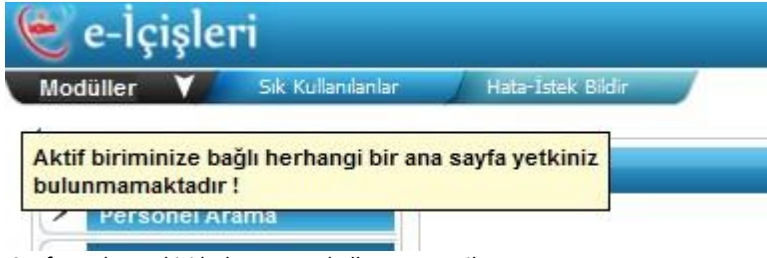 e-İçişleri
Modüller
Sık Kullanılanlar
Hata-İstek Bildir
Aktif biriminize bağlı herhangi bir ana sayfa yetkiniz
bulunmamaktadır !
Personel Arama